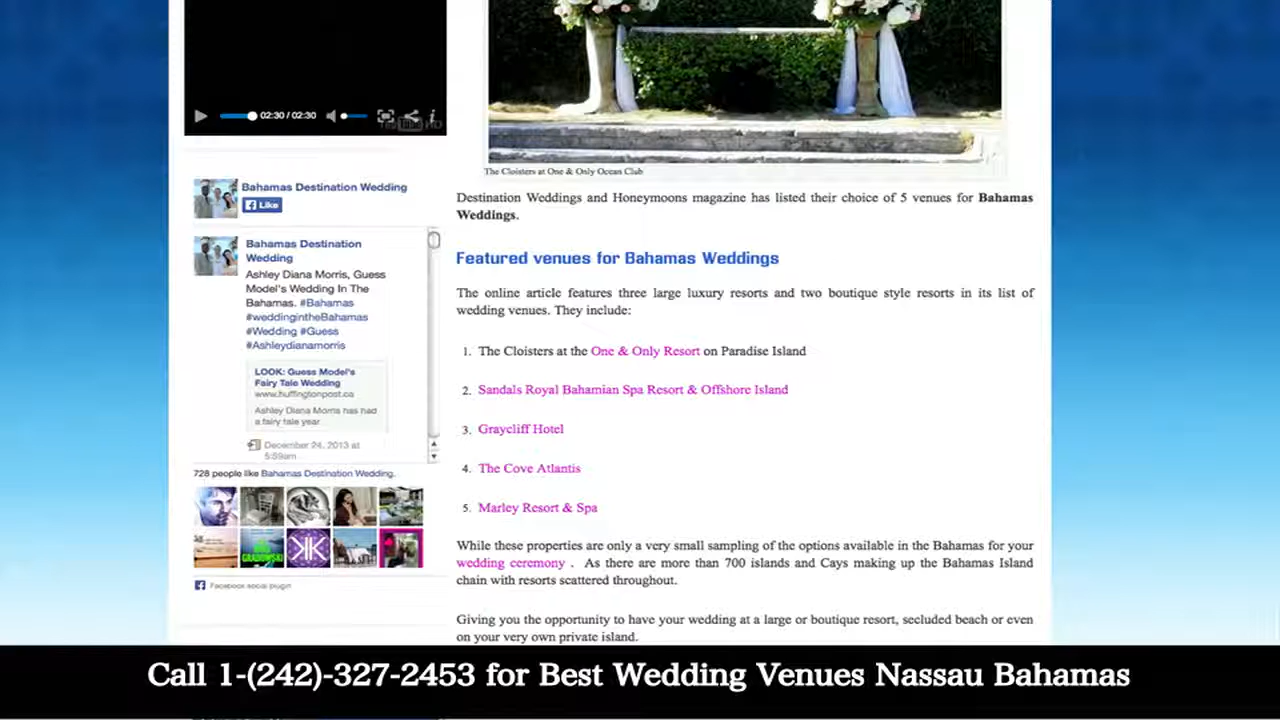 02:30 / 02:30
Bahamas Destination Wedding
Like
Bahamas Destination
Wedding
Ashley Diana Morris, Guess
Model's Wedding In The
Bahamas. #Bahamas
#weddingintheBahamas
#Wedding #Guess
#Ashleydianamorris
LOOK: Guess Model's
Fairy Tale Wedding
www.huffingtonpost.ca
Ashley Diana Morris has had
a fairy tale year.
December 24, 2013 at
5:59am
728 people like Bahamas Destination Wedding.
GRABOWSKI
Facebook social plugin
The Cloisters at One & Only Ocean Club
Destination Weddings and Honeymoons magazine has listed their choice of 5 venues for Bahamas
Weddings.
Featured venues for Bahamas Weddings
The online article features three large luxury resorts and two boutique style resorts in its list of
wedding venues. They include:
1. The Cloisters at the One & Only Resort on Paradise Island
2. Sandals Royal Bahamian Spa Resort & Offshore Island
3. Graycliff Hotel
4. The Cove Atlantis
5. Marley Resort & Spa
While these properties are only a very small sampling of the options available in the Bahamas for your
wedding ceremony . As there are more than 700 islands and Cays making up the Bahamas Island
chain with resorts scattered throughout.
Giving you the opportunity to have your wedding at a large or boutique resort, secluded beach or even
on your very own private island.
Call 1-(242)-327-2453 for Best Wedding Venues Nassau Bahamas